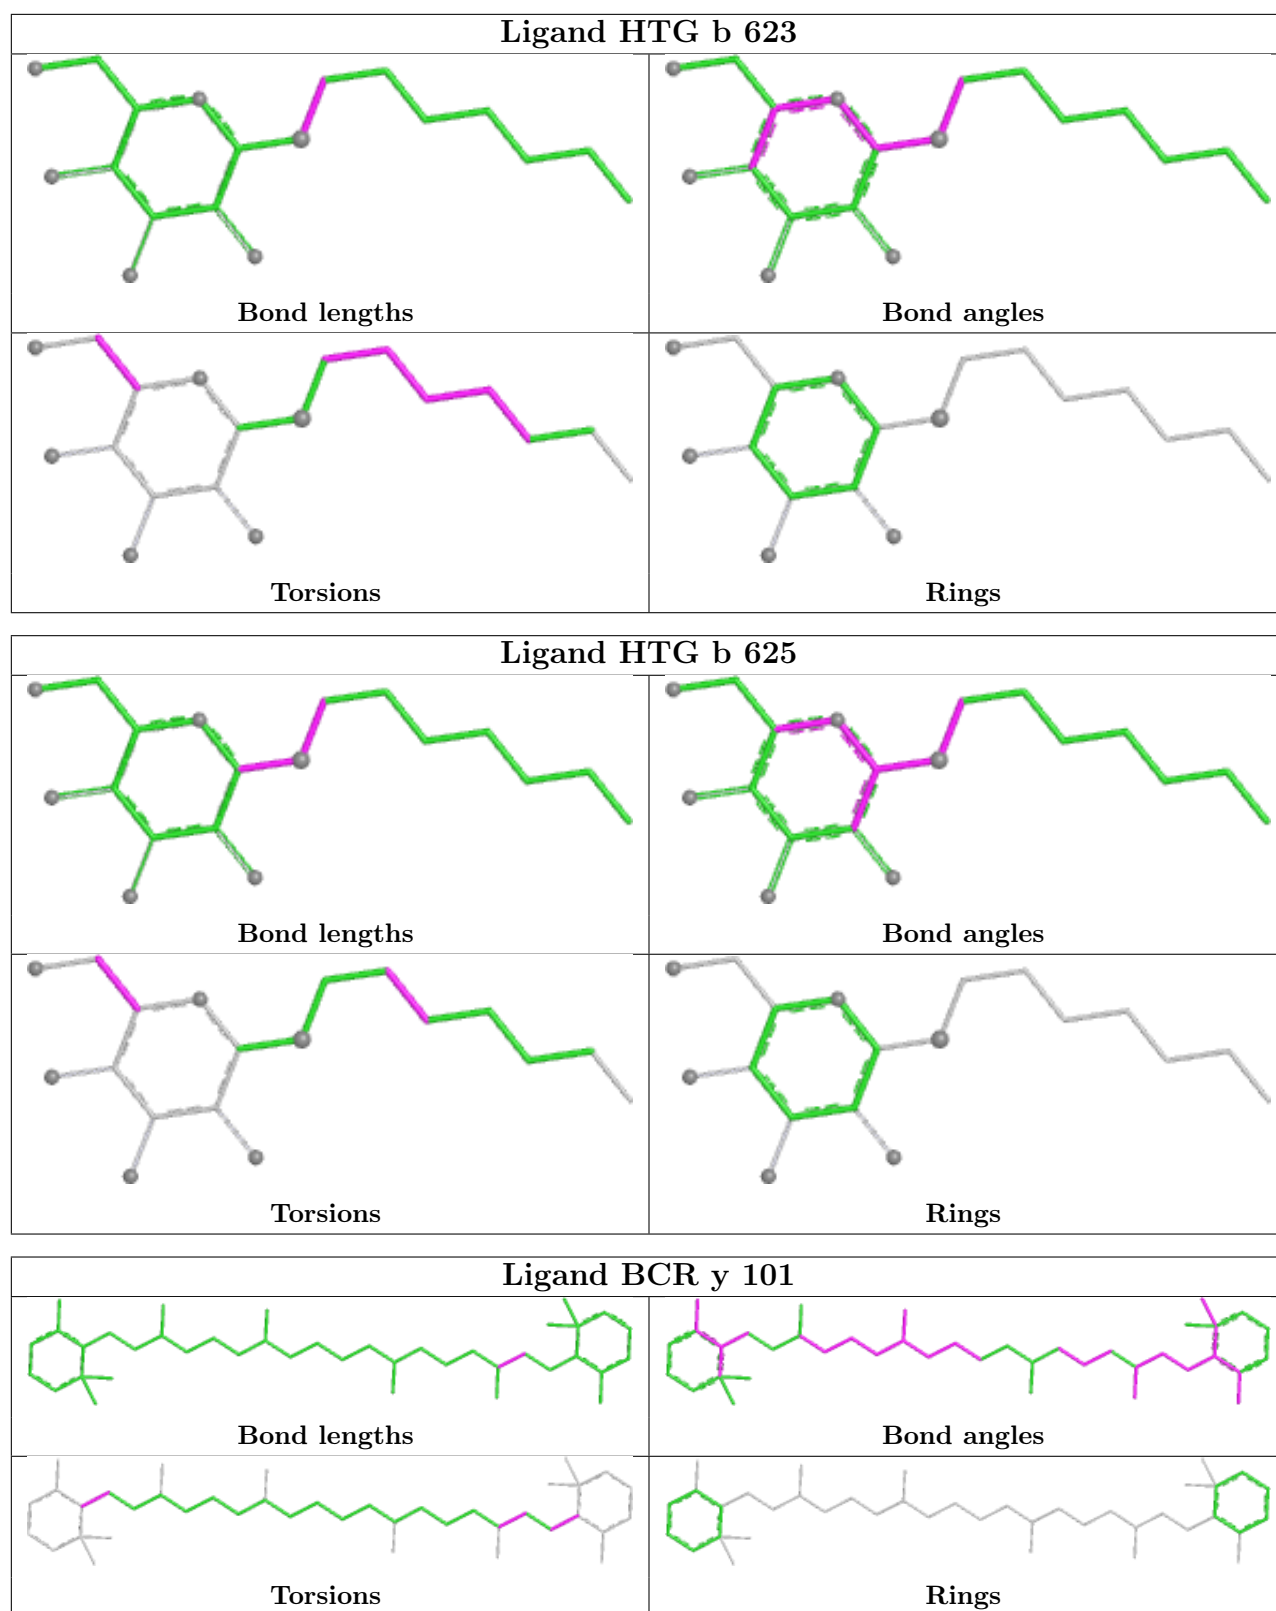 Ligand HTG b 623
Bond lengths
Bond angles
Torsions
Rings
Ligand HTG b 625
Bond lengths
Bond angles
Torsions
Rings
Ligand BCR y 101
Bond lengths
Bond angles
Torsions
Rings